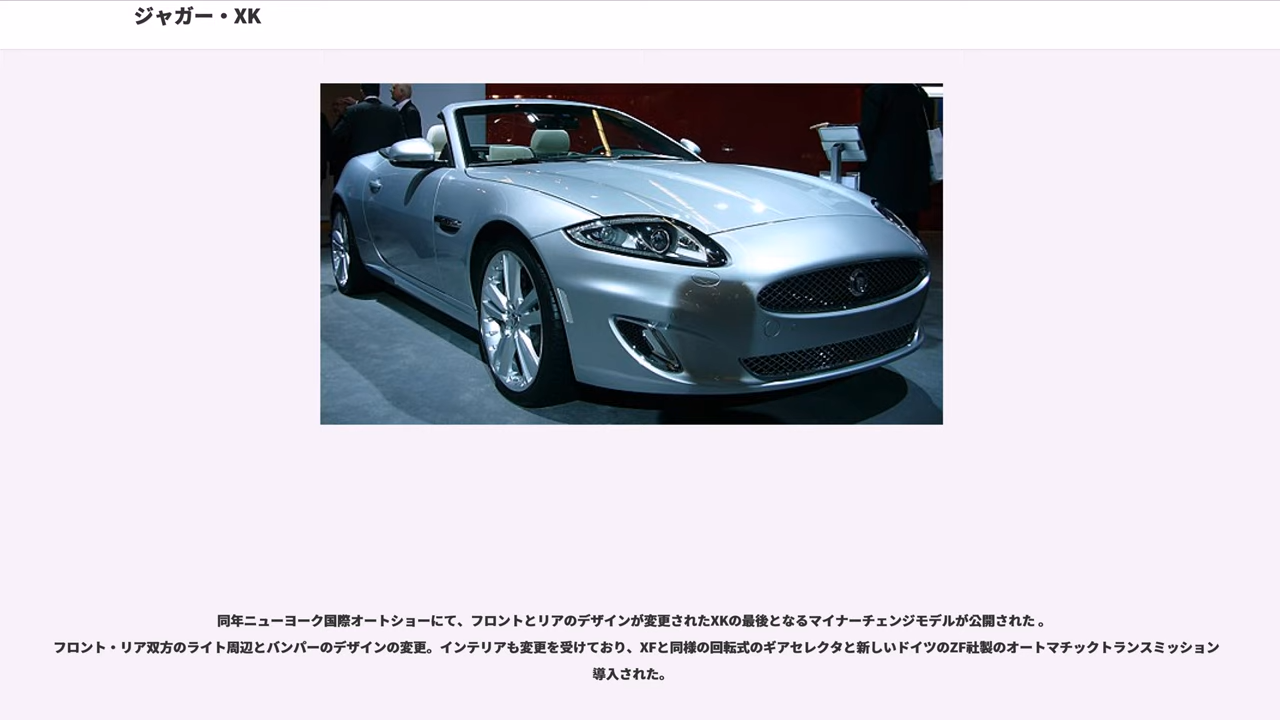 ジャガー・XK
同年ニューヨーク国際オートショーにて、フロントとリアのデザインが変更されたXKの最後となるマイナーチェンジモデルが公開された 。
フロント・リア双方のライト周辺とバンパーのデザインの変更。インテリアも変更を受けており、XFと同様の回転式のギアセレクタと新しいドイツのZF社製のオートマチックトランスミッション
導入された。